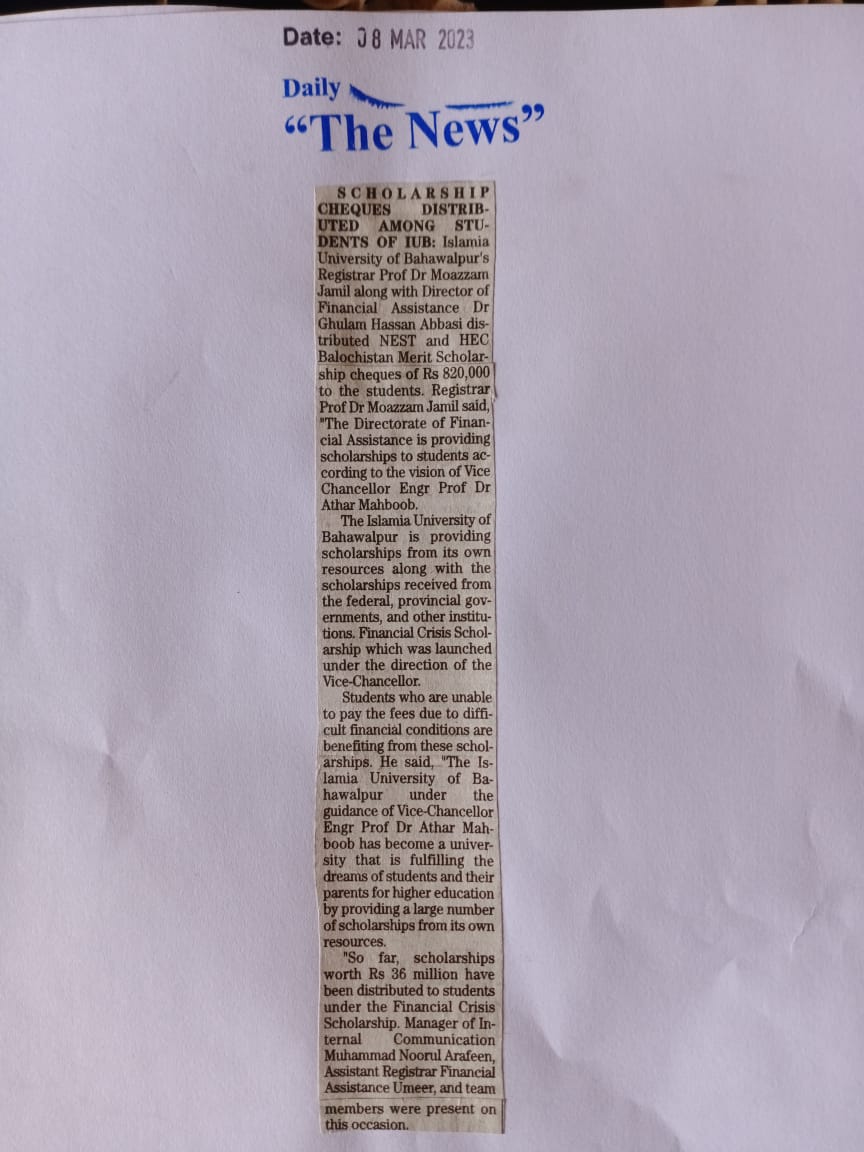 Date: 08 MAR 2023
Daily
“The News”
SCHOLARSHIP
CHEQUES DISTRIB-
UTED AMONG STU-
DENTS OF IUB: Islamia
University of Bahawalpur's
Registrar Prof Dr Moazzam
Jamil along with Director of
Financial Assistance Dr
Ghulam Hassan Abbasi dis-
tributed NEST and HEC
Balochistan Merit Scholar-
ship cheques of Rs 820,000
to the students. Registrar
Prof Dr Moazzam Jamil said,
"The Directorate of Finan-
cial Assistance is providing
scholarships to students ac-
cording to the vision of Vice
Chancellor Engr Prof Dr
Athar Mahboob.
The Islamia University of
Bahawalpur is providing
scholarships from its own
resources along with the
scholarships received from
the federal, provincial gov-
ernments, and other institu-
tions. Financial Crisis Schol-
arship which was launched
under the direction of the
Vice-Chancellor.
Students who are unable
to pay the fees due to diffi-
cult financial conditions are
benefiting from these schol-
arships. He said, "The Is-
lamia University of Ba-
hawalpur under the
guidance of Vice-Chancellor
Engr Prof Dr Athar Mah-
boob has become a univer-
sity that is fulfilling the
dreams of students and their
parents for higher education
by providing a large number
of scholarships from its own
resources.
"So far, scholarships
worth Rs 36 million have
been distributed to students
under the Financial Crisis
Scholarship. Manager of In-
ternal Communication
Muhammad Noorul Arafeen,
Assistant Registrar Financial
Assistance Umeer, and team
members were present on
this occasion.